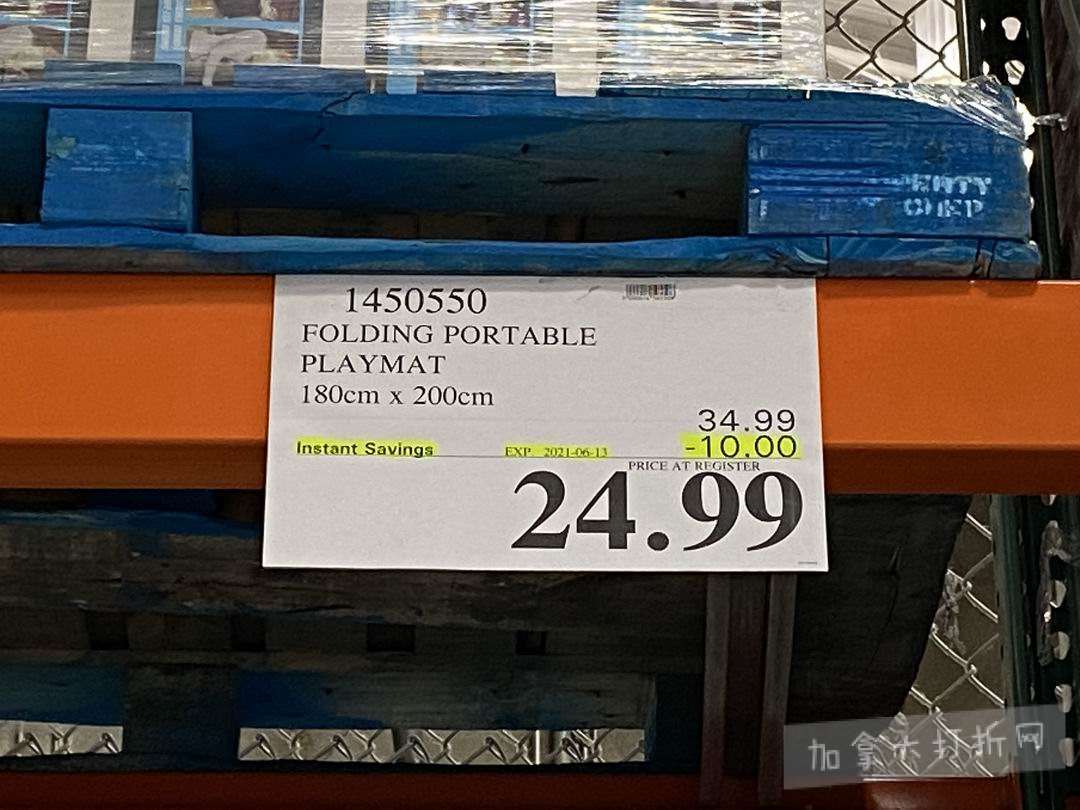 CHEP
1450550
FOLDING PORTABLE
PLAYMAT
180cm x 200cm
34.99
Instant Savings EXP. 2021-06-13 -10.00
PRICE AT REGISTER
24.99
加拿大打折网